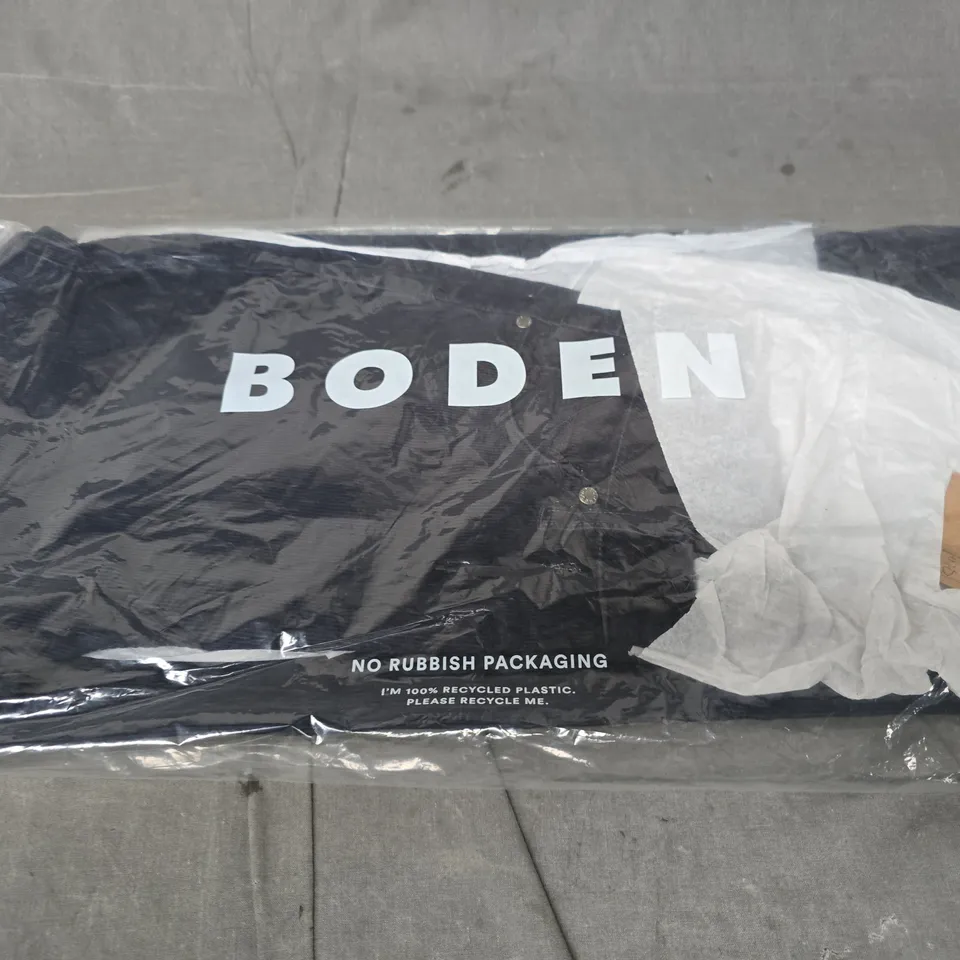 BODEN
NO RUBBISH PACKAGING
I'M 100% RECYCLED PLASTIC.
PLEASE RECYCLE ME.